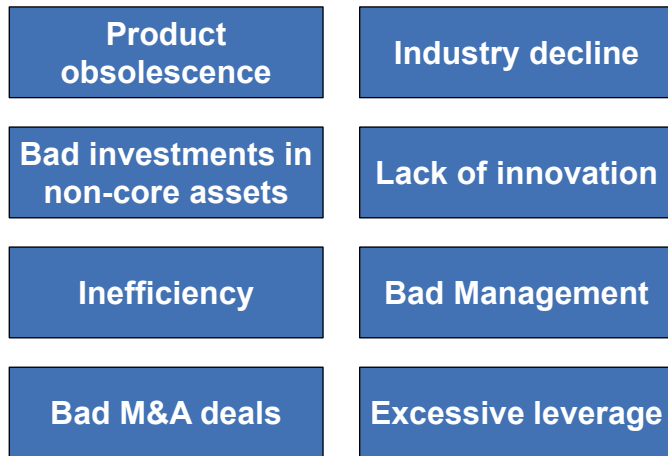 Product
obsolescence
Industry decline
Bad investments in
non-core assets
Lack of innovation
Inefficiency
Bad Management
Bad M&A deals
Excessive leverage